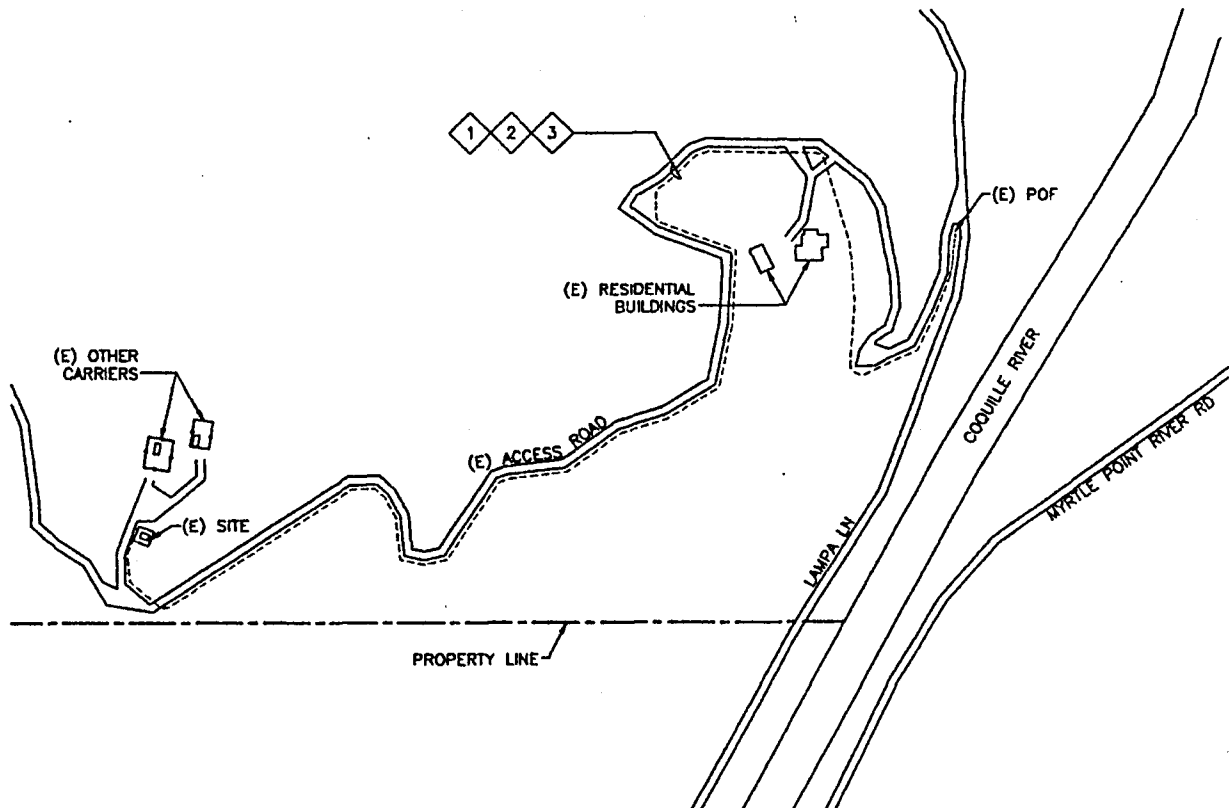 1 2 3
(E) POF
(E) RESIDENTIAL
BUILDINGS
(E) OTHER
CARRIERS
(E) ACCESS ROAD
COQUILLE RIVER
MYRTLE POINT RIVER RD
(E) SITE
LAMPA LN
PROPERTY LINE